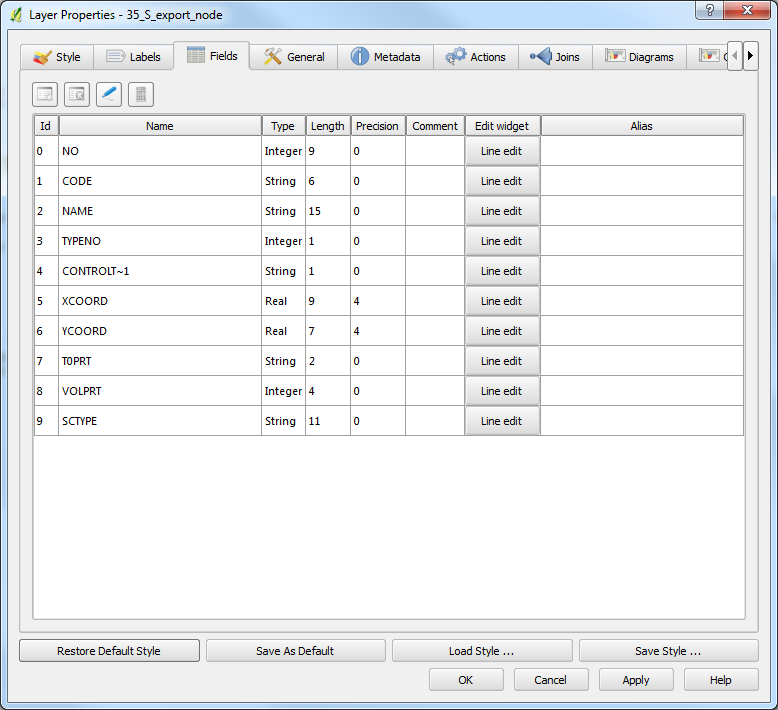 Layer Properties - 35_S_export_node
Style Labels Fields General Metadata Actions Joins Diagrams
Id Name Type Length Precision Comment Edit widget Alias
0 NO Integer 9 0 Line edit
1 CODE String 6 0 Line edit
2 NAME String 15 0 Line edit
3 TYPENO Integer 1 0 Line edit
4 CONTROLT~1 String 1 0 Line edit
5 XCOORD Real 9 4 Line edit
6 YCOORD Real 7 4 Line edit
7 T0PRT String 2 0 Line edit
8 VOLPRT Integer 4 0 Line edit
9 SCTYPE String 11 0 Line edit
Restore Default Style Save As Default Load Style ... Save Style ...
OK Cancel Apply Help